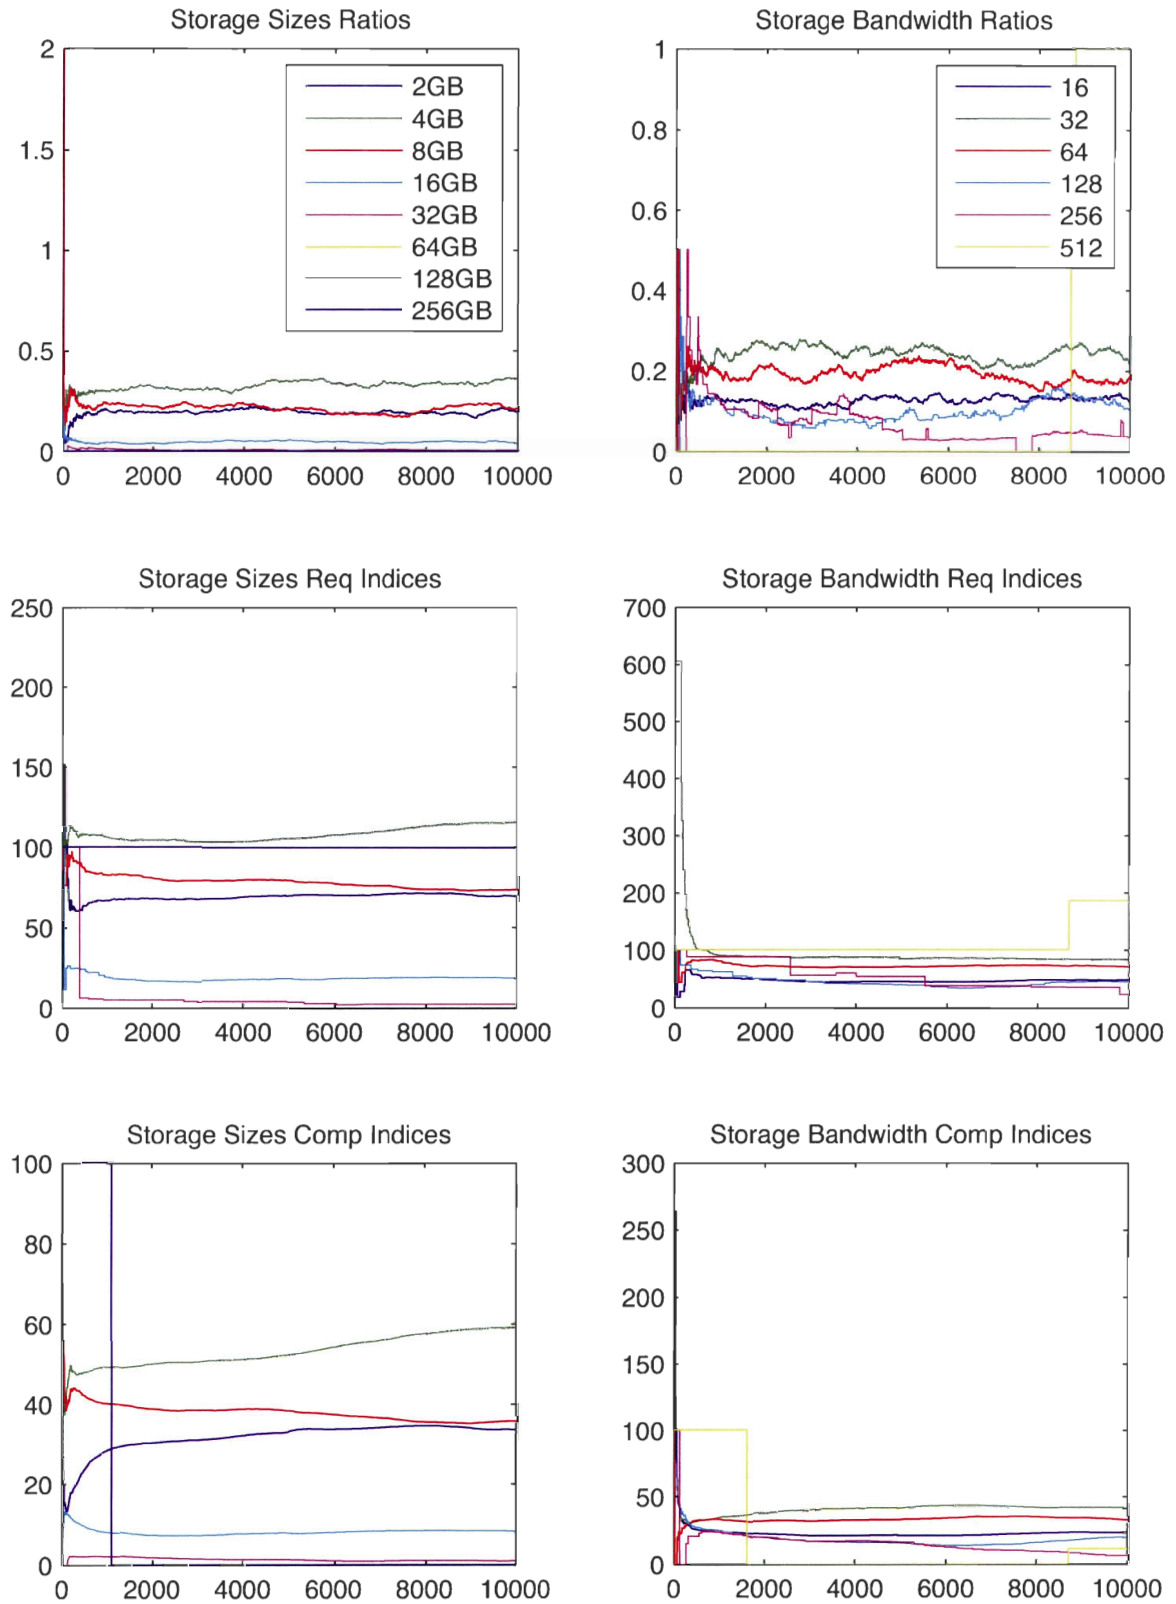 Storage Sizes Ratios
2
1.5
1
0.5
0
0 2000 4000 6000 8000 10000
2GB
4GB
8GB
16GB
32GB
64GB
128GB
256GB
Storage Bandwidth Ratios
1
0.8
0.6
0.4
0.2
0
0 2000 4000 6000 8000 10000
16
32
64
128
256
512
Storage Sizes Req Indices
250
200
150
100
50
0
0 2000 4000 6000 8000 10000
Storage Bandwidth Req Indices
700
600
500
400
300
200
100
0
0 2000 4000 6000 8000 10000
Storage Sizes Comp Indices
100
80
60
40
20
0
0 2000 4000 6000 8000 10000
Storage Bandwidth Comp Indices
300
250
200
150
100
50
0
0 2000 4000 6000 8000 10000